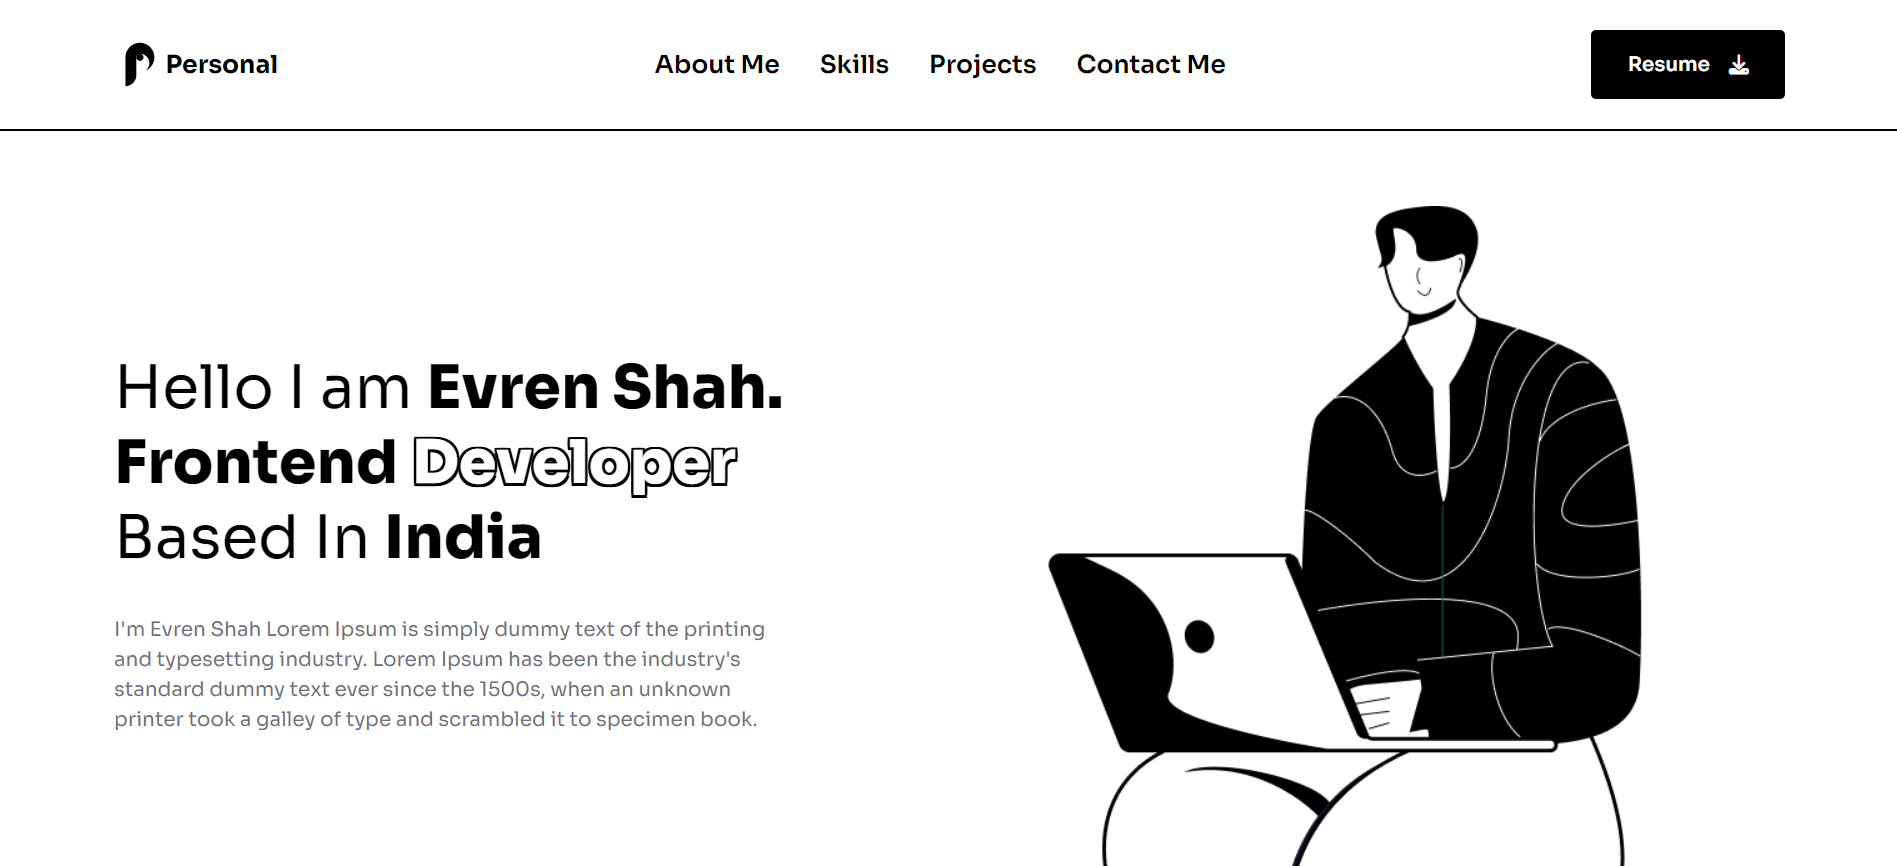 Personal
About Me
Skills
Projects
Contact Me
Resume
Hello I am Evren Shah.
Frontend Developer
Based In India
I'm Evren Shah Lorem Ipsum is simply dummy text of the printing
and typesetting industry. Lorem Ipsum has been the industry's
standard dummy text ever since the 1500s, when an unknown
printer took a galley of type and scrambled it to specimen book.